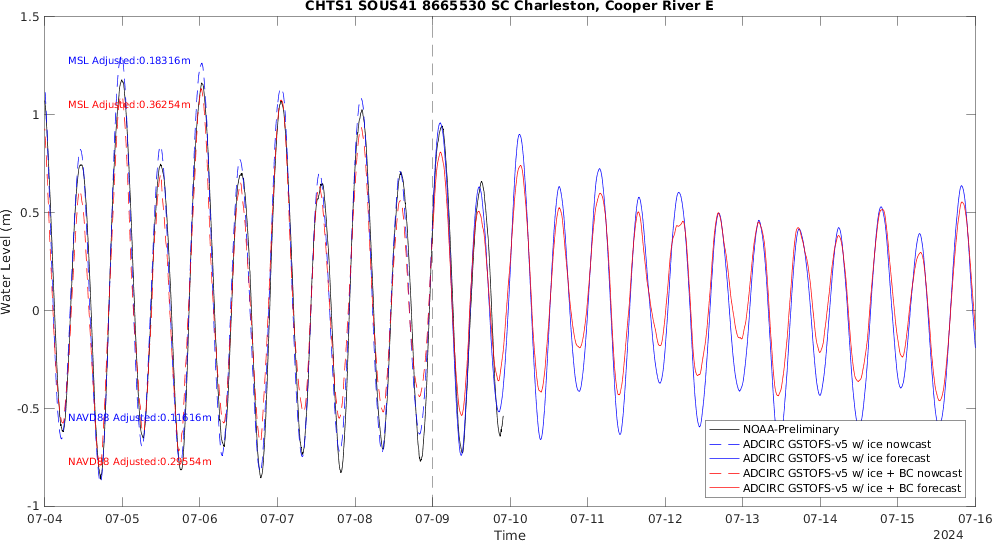 CHTS1 SOUS41 8665530 SC Charleston, Cooper River E
1.5
1
0.5
0
-0.5
-1
Water Level (m)
MSL Adjusted:0.18316m
MSL Adjusted:0.36254m
NAVD88 Adjusted:0.11616m
NAVD88 Adjusted:0.29554m
NOAA-Preliminary
ADCIRC GSTOFS-v5 w/ ice nowcast
ADCIRC GSTOFS-v5 w/ ice forecast
ADCIRC GSTOFS-v5 w/ ice + BC nowcast
ADCIRC GSTOFS-v5 w/ ice + BC forecast
07-04 07-05 07-06 07-07 07-08 07-09 07-10 07-11 07-12 07-13 07-14 07-15 07-16
Time
2024